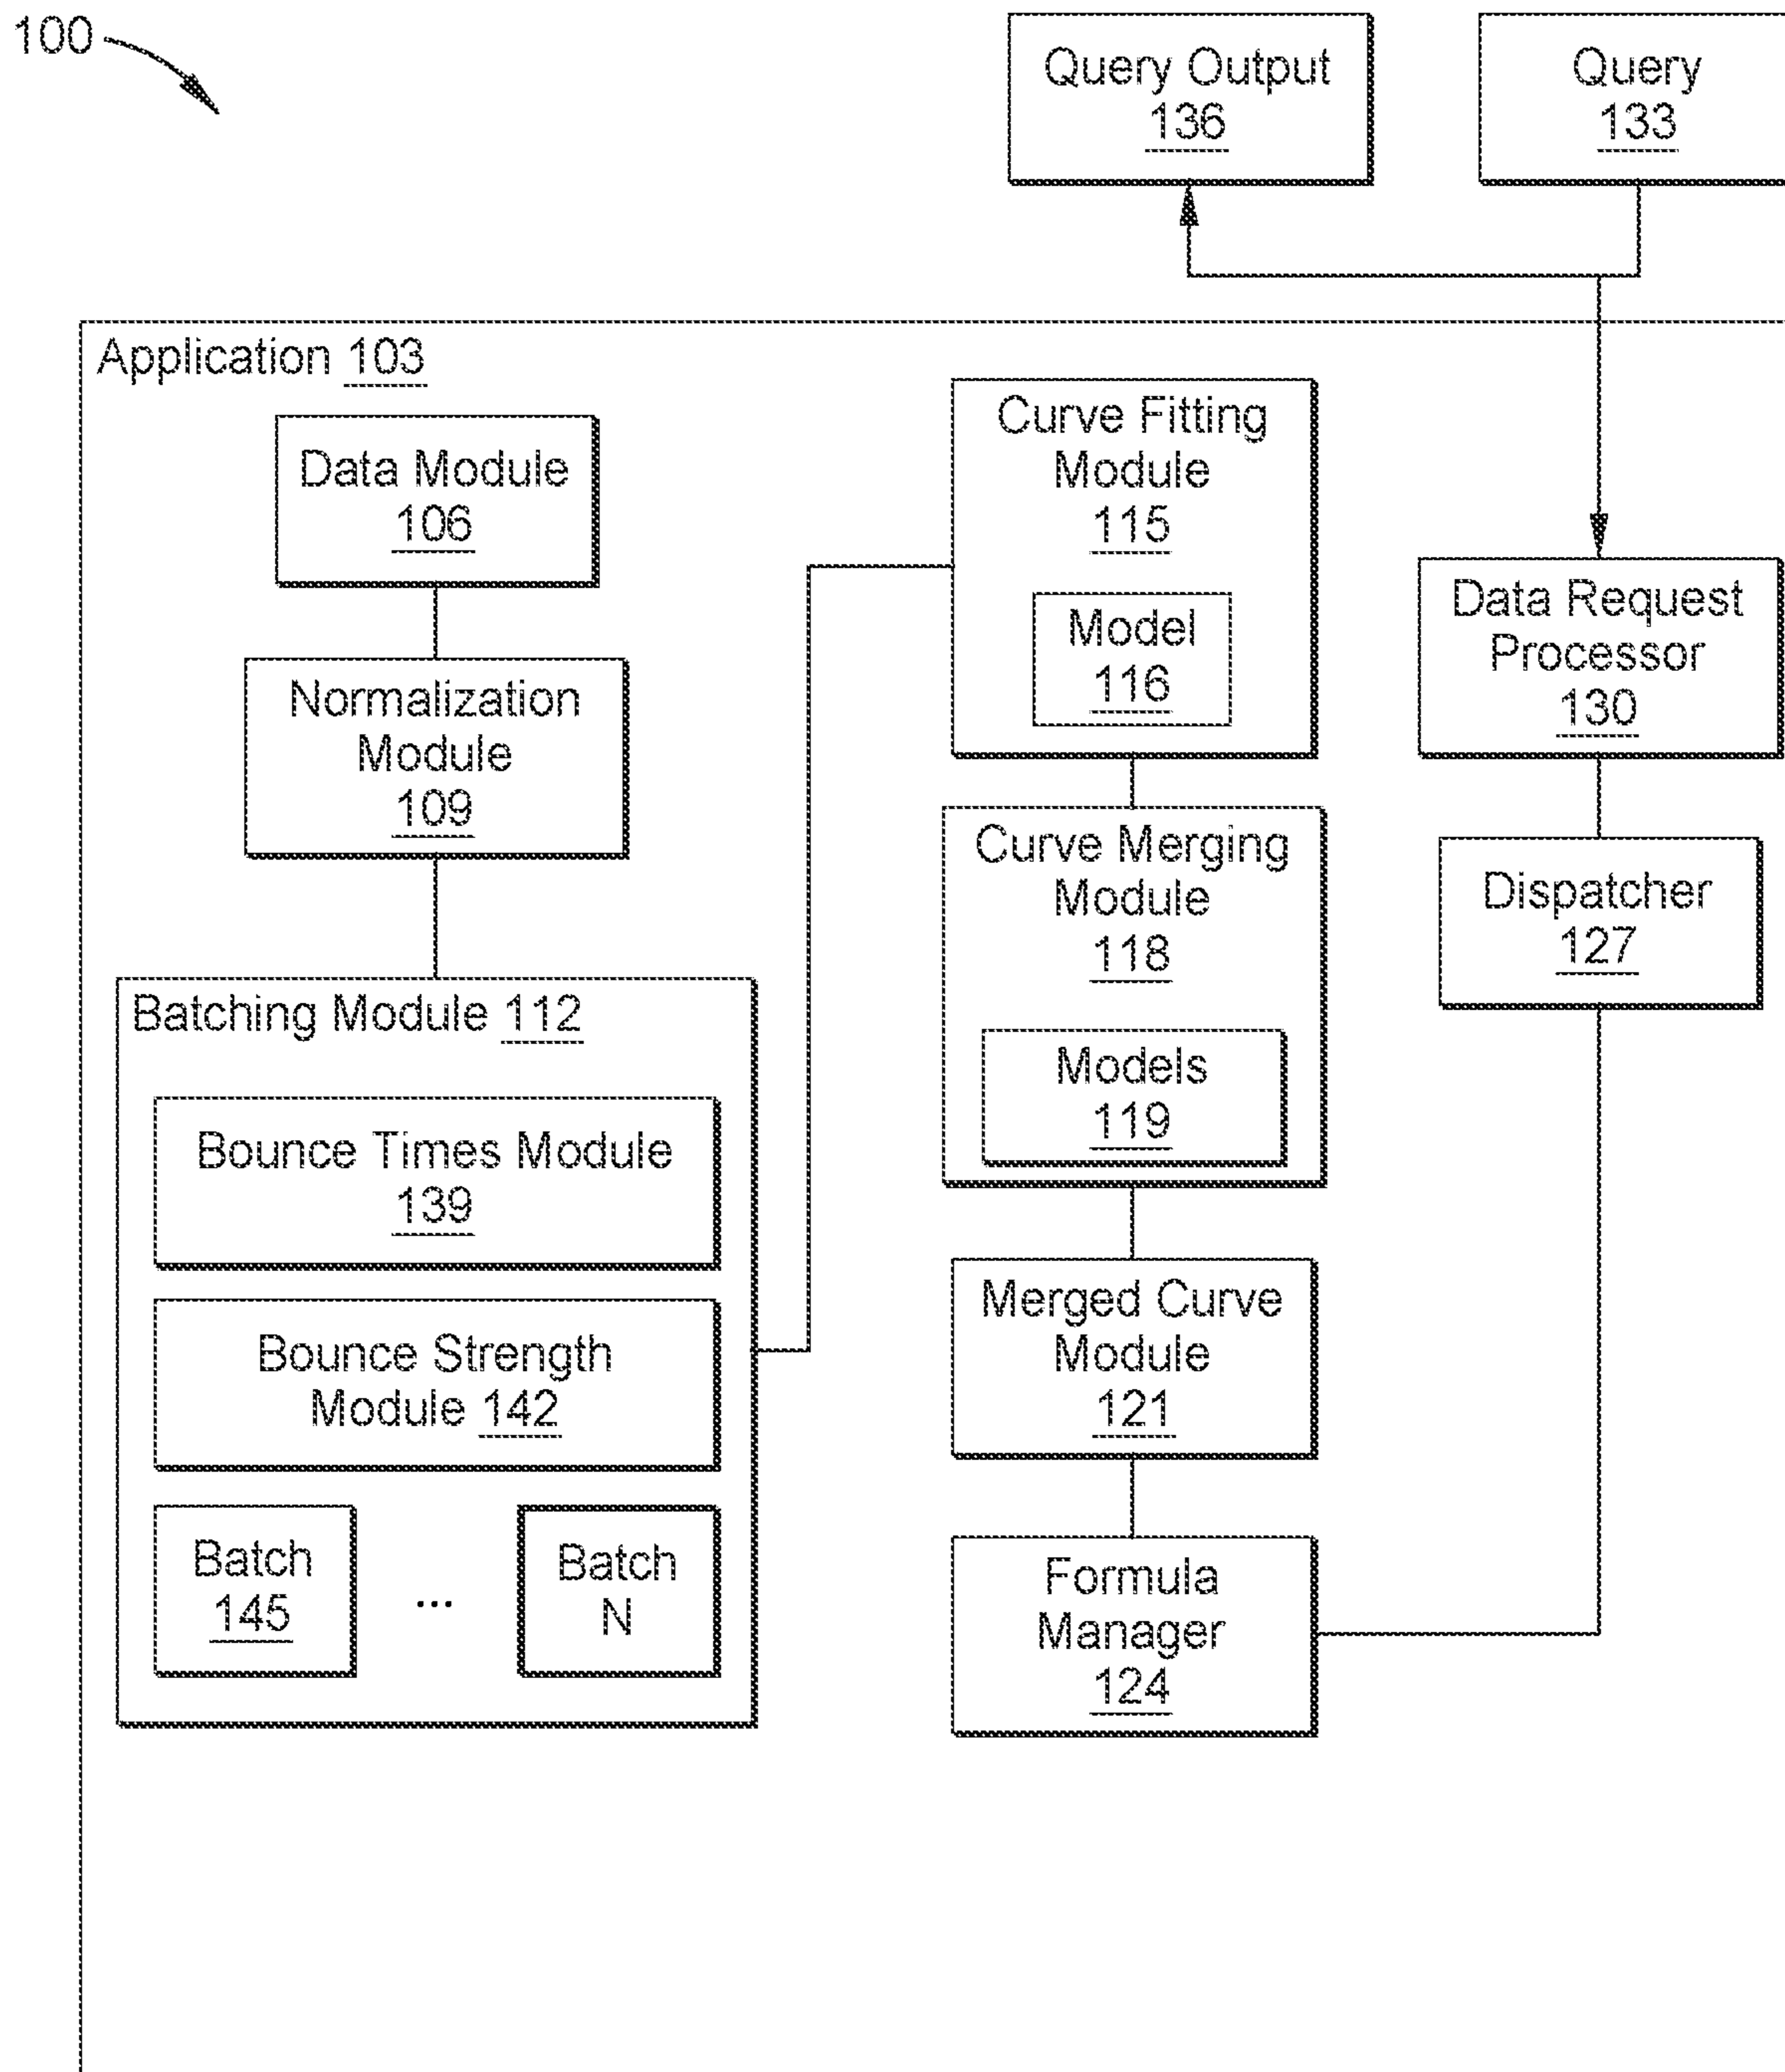 100
Query Output
136
Query
133
Application 103
Data Module
106
Normalization
Module
109
Batching Module 112
Bounce Times Module
139
Bounce Strength
Module 142
Batch
145
...
Batch
N
Curve Fitting
Module
115
Model
116
Curve Merging
Module
118
Models
119
Merged Curve
Module
121
Formula
Manager
124
Data Request
Processor
130
Dispatcher
127